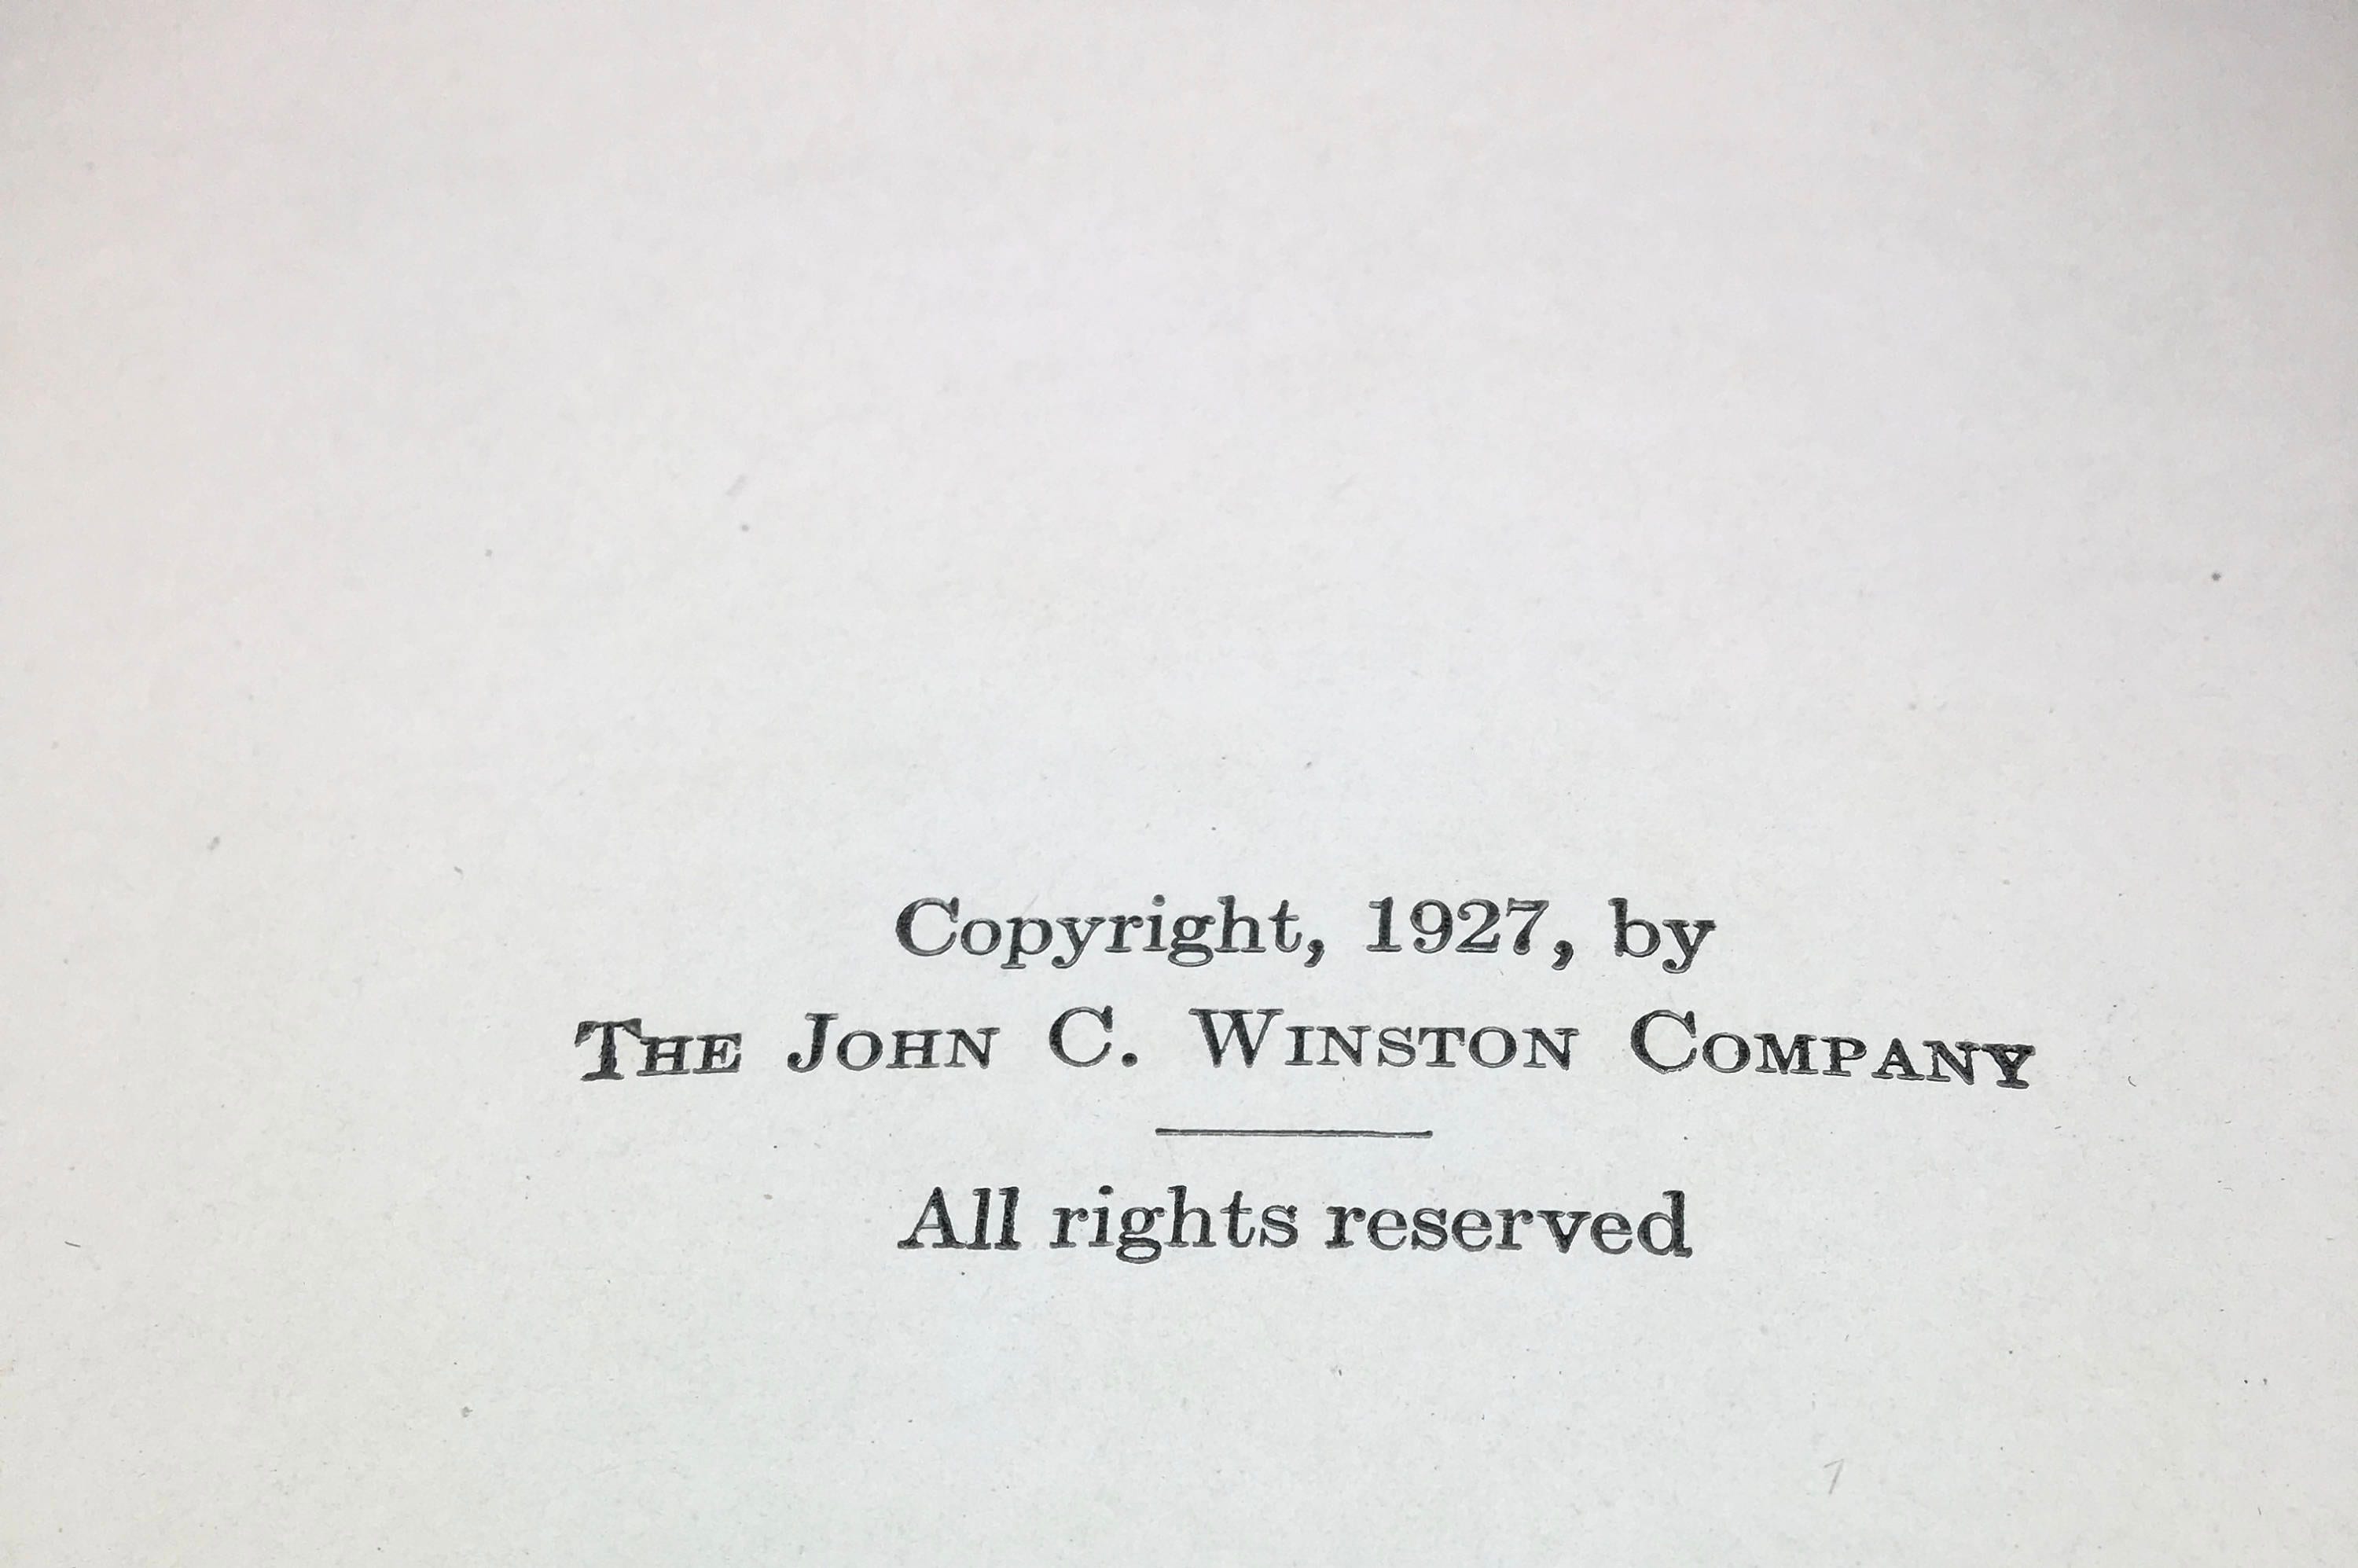 Copyright, 1927, by
The John C. Winston Company
All rights reserved